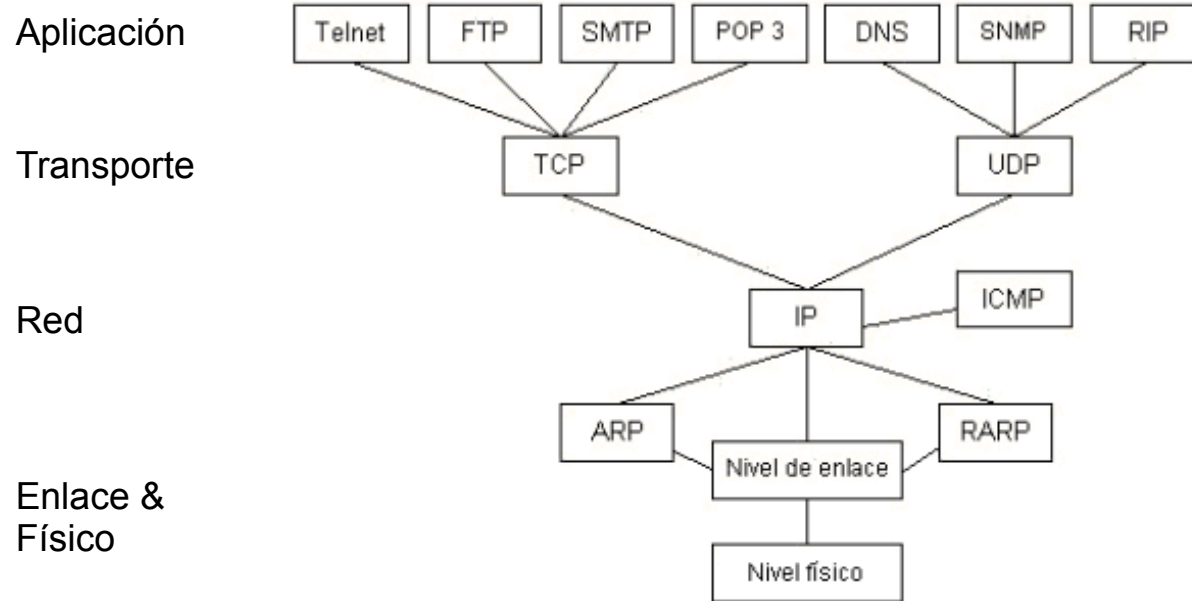 Aplicación
Telnet
FTP
SMTP
POP 3
DNS
SNMP
RIP
Transporte
TCP
UDP
Red
IP
ICMP
ARP
RARP
Nivel de enlace
Enlace &
Físico
Nivel físico